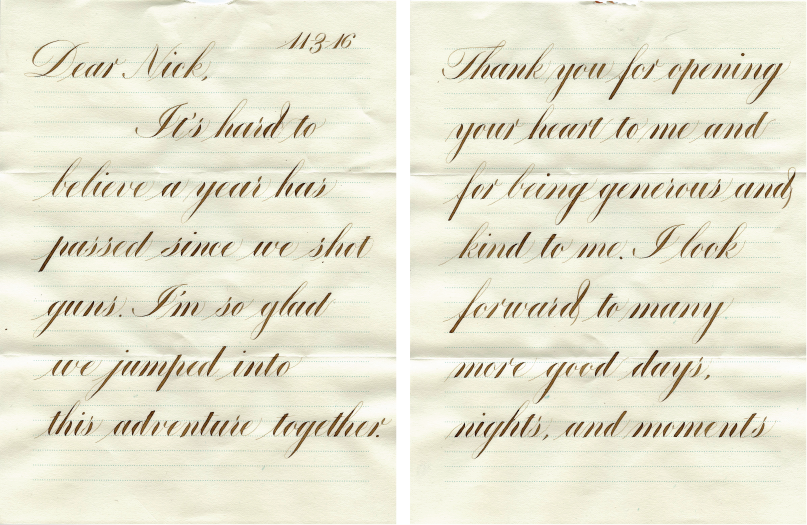 11 3 16
Dear Nick,
It's hard to
believe a year has
passed since we shot
guns. I'm so glad
we jumped into
this adventure together.
Thank you for opening
your heart to me and
for being generous and
kind to me. I look
forward to many
more good days,
nights, and moments